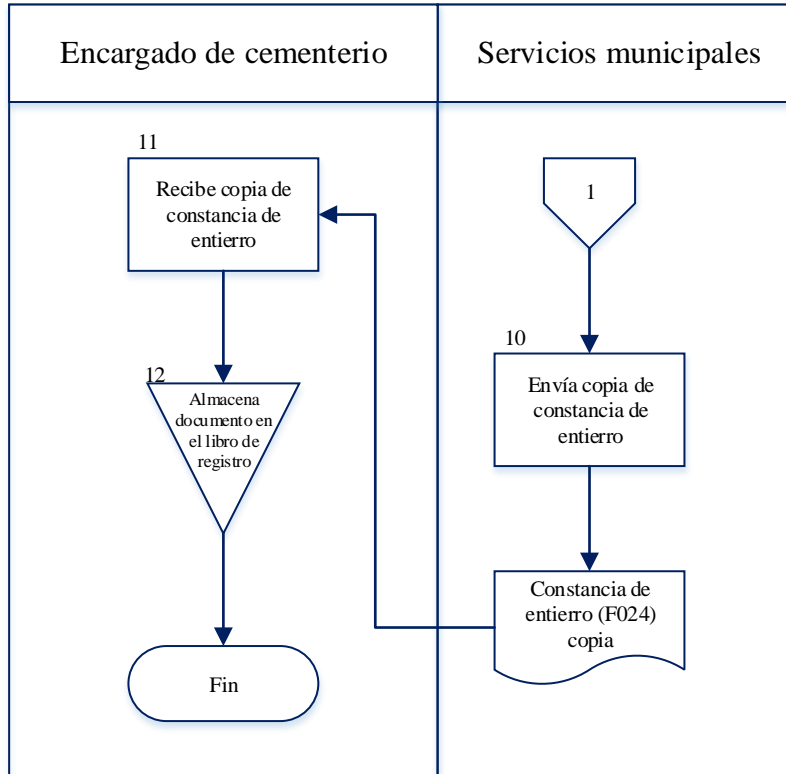 Encargado de cementerio
Servicios municipales
11
Recibe copia de
constancia de
entierro
1
10
Envía copia de
constancia de
entierro
12
Almacena
documento en
el libro de
registro
Constancia de
entierro (F024)
copia
Fin